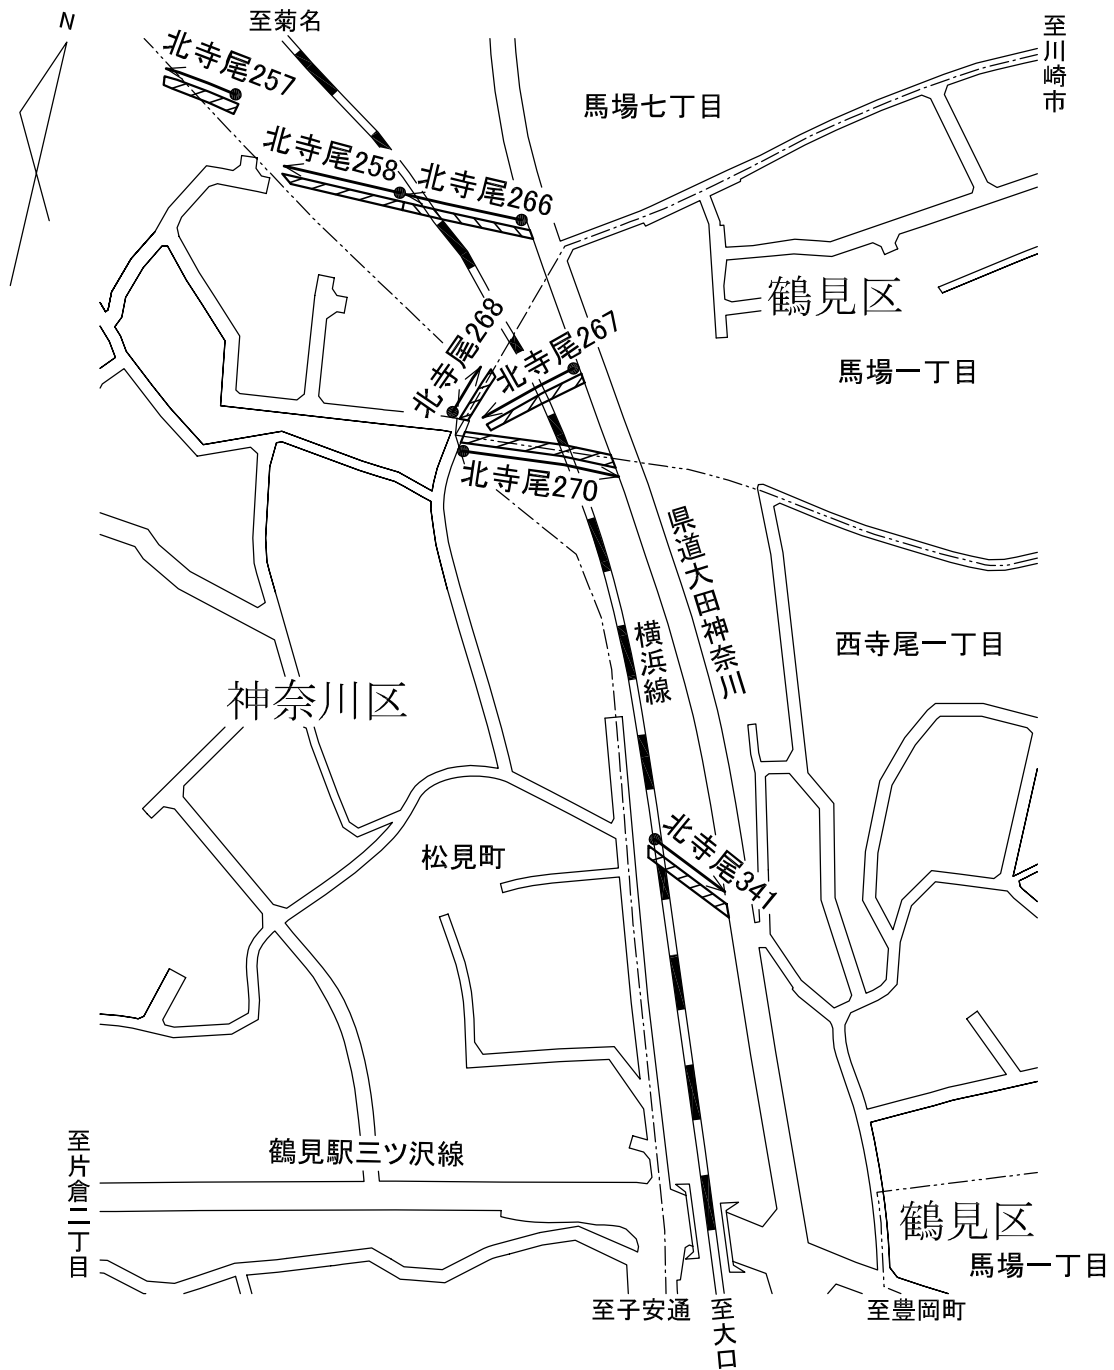 N
至菊名
至川崎市
北寺尾257
馬場七丁目
北寺尾258
北寺尾266
鶴見区
北寺尾268
北寺尾267
馬場一丁目
北寺尾270
県道大田神奈川
横浜線
西寺尾一丁目
神奈川区
松見町
北寺尾341
至片倉二丁目
鶴見駅三ツ沢線
鶴見区
馬場一丁目
至子安通
至大口
至豊岡町